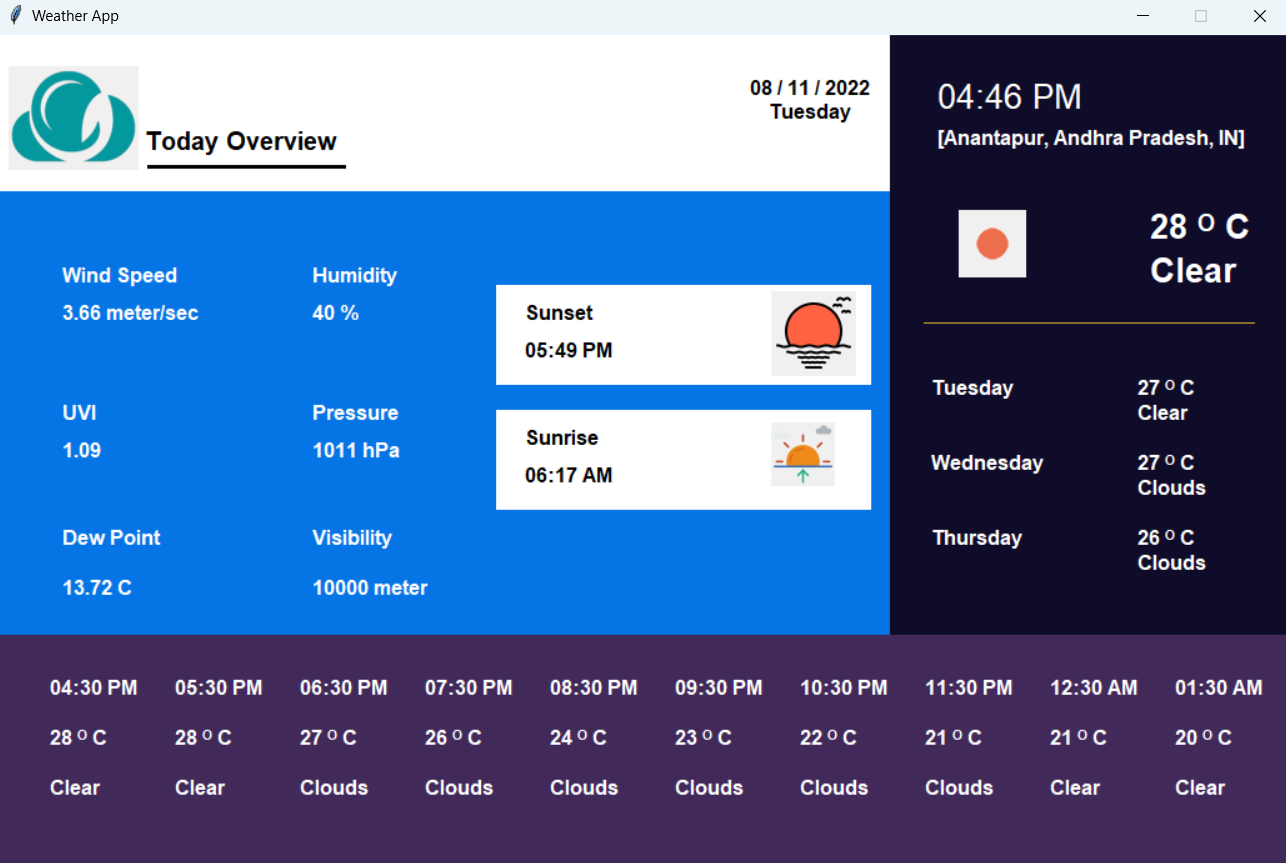 Weather App
Today Overview
08 / 11 / 2022
Tuesday
04:46 PM
[Anantapur, Andhra Pradesh, IN]
28 O C
Clear
Wind Speed
3.66 meter/sec
Humidity
40 %
Sunset
05:49 PM
UVI
1.09
Pressure
1011 hPa
Sunrise
06:17 AM
Dew Point
13.72 C
Visibility
10000 meter
Tuesday 27 O C
Clear
Wednesday 27 O C
Clouds
Thursday 26 O C
Clouds
04:30 PM 05:30 PM 06:30 PM 07:30 PM 08:30 PM 09:30 PM 10:30 PM 11:30 PM 12:30 AM 01:30 AM
28 O C 28 O C 27 O C 26 O C 24 O C 23 O C 22 O C 21 O C 21 O C 20 O C
Clear Clear Clouds Clouds Clouds Clouds Clouds Clouds Clear Clear